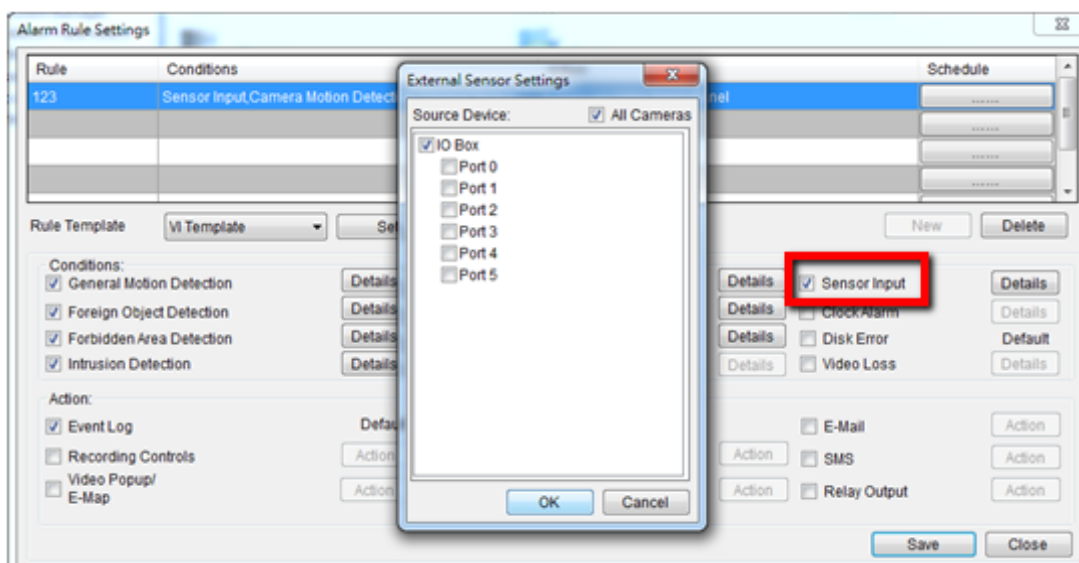 Alarm Rule Settings
Rule Conditions Schedule
123 Sensor Input,Camera Motion
External Sensor Settings
Source Device: All Cameras
IO Box
Port 0
Port 1
Port 2
Port 3
Port 4
Port 5
OK Cancel
Rule Template VI Template New Delete
Conditions:
General Motion Detection Details Details Sensor Input Details
Foreign Object Detection Details Details Clock Alarm Details
Forbidden Area Detection Details Details Disk Error Default
Intrusion Detection Details Details Video Loss Details
Action:
Event Log E-Mail Action
Recording Controls Action Action SMS Action
Video Popup/
E-Map Action Action Relay Output Action
Save Close